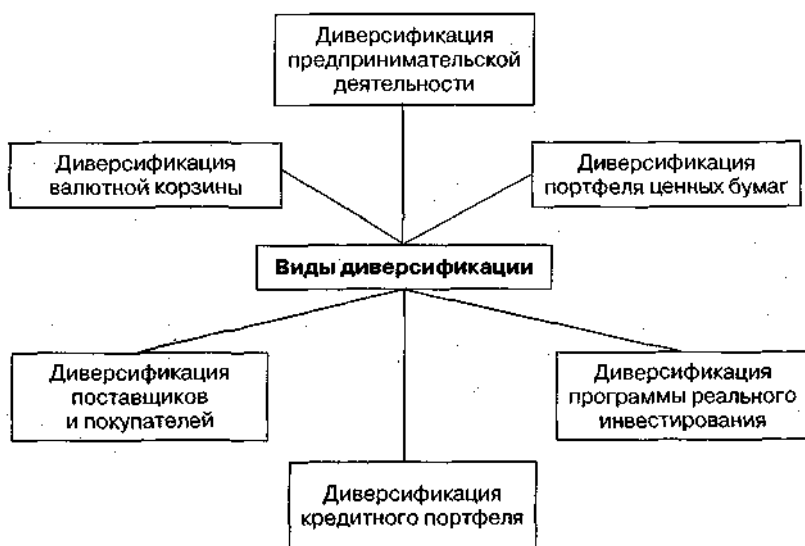 Диверсификация
предпринимательской
деятельности
Диверсификация
валютной корзины
Диверсификация
портфеля ценных бумаг
Виды диверсификации
Диверсификация
поставщиков
и покупателей
Диверсификация
программы реального
инвестирования
Диверсификация
кредитного портфеля